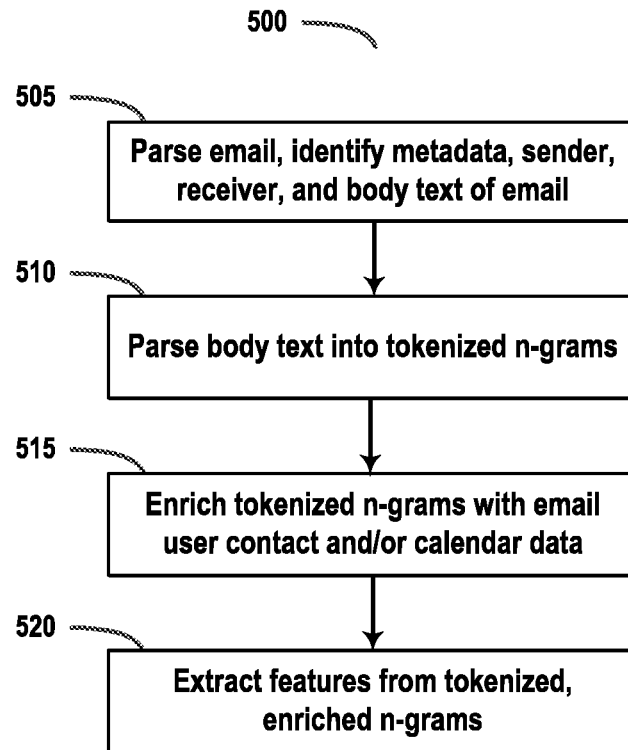 500
505
Parse email, identify metadata, sender,
receiver, and body text of email
510
Parse body text into tokenized n-grams
515
Enrich tokenized n-grams with email
user contact and/or calendar data
520
Extract features from tokenized,
enriched n-grams